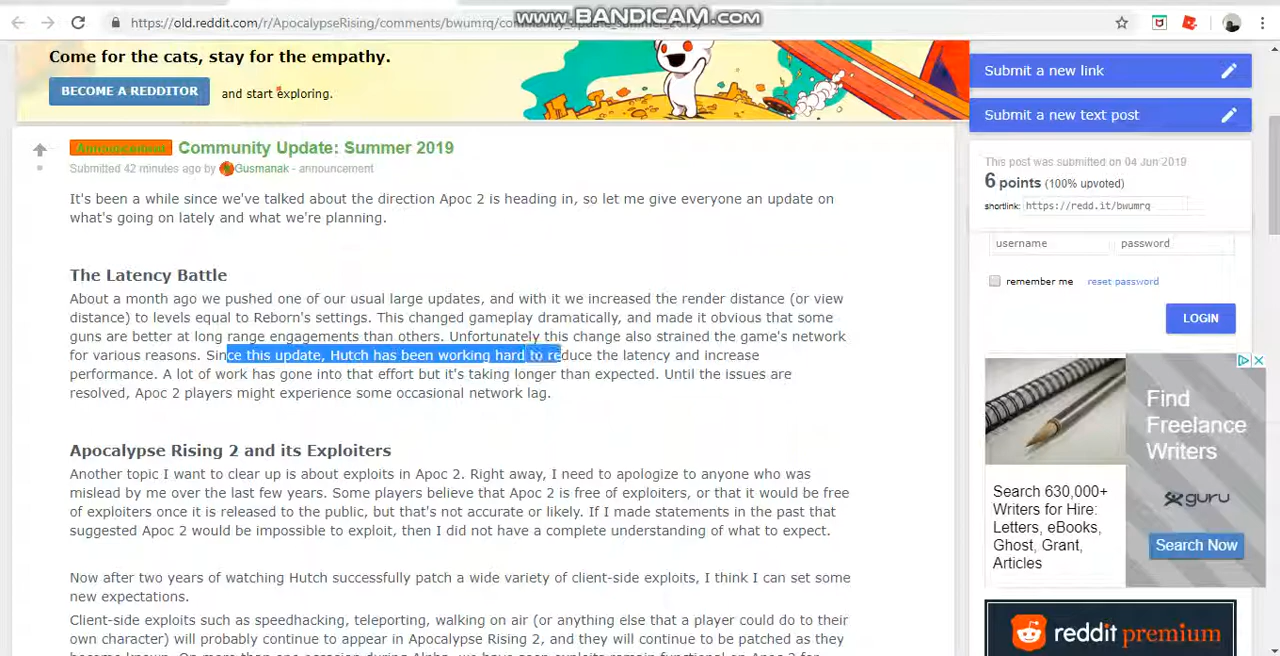 www.BANDICAM.com
https://old.reddit.com/r/ApocalypseRising/comments/bwumrq/community_update_summer_2019/
Come for the cats, stay for the empathy.
BECOME A REDDITOR and start exploring.
Announcement Community Update: Summer 2019
Submitted 42 minutes ago by Gusmanak - announcement
It's been a while since we've talked about the direction Apoc 2 is heading in, so let me give everyone an update on
what's going on lately and what we're planning.
The Latency Battle
About a month ago we pushed one of our usual large updates, and with it we increased the render distance (or view
distance) to levels equal to Reborn's settings. This changed gameplay dramatically, and made it obvious that some
guns are better at long range engagements than others. Unfortunately this change also strained the game's network
for various reasons. Since this update, Hutch has been working hard to reduce the latency and increase
performance. A lot of work has gone into that effort but it's taking longer than expected. Until the issues are
resolved, Apoc 2 players might experience some occasional network lag.
Apocalypse Rising 2 and its Exploiters
Another topic I want to clear up is about exploits in Apoc 2. Right away, I need to apologize to anyone who was
mislead by me over the last few years. Some players believe that Apoc 2 is free of exploiters, or that it would be free
of exploiters once it is released to the public, but that's not accurate or likely. If I made statements in the past that
suggested Apoc 2 would be impossible to exploit, then I did not have a complete understanding of what to expect.
Now after two years of watching Hutch successfully patch a wide variety of client-side exploits, I think I can set some
new expectations.
Client-side exploits such as speedhacking, teleporting, walking on air (or anything else that a player could do to their
own character) will probably continue to appear in Apocalypse Rising 2, and they will continue to be patched as they
Submit a new link
Submit a new text post
This post was submitted on 04 Jun 2019
6 points (100% upvoted)
shortlink: https://redd.it/bwumrq
username password
remember me reset password
LOGIN
Find
Freelance
Writers
Search 630,000+
Writers for Hire:
Letters, eBooks,
Ghost, Grant,
Articles
guru
Search Now
reddit premium